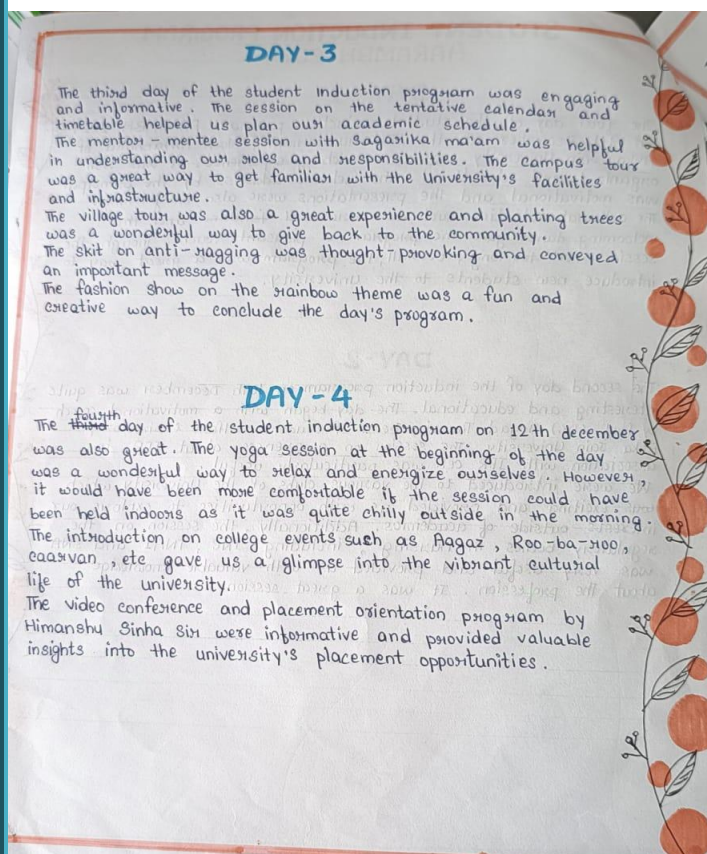 DAY-3
The third day of the student induction program was engaging
and informative. The session on the tentative calendar and
timetable helped us plan our academic schedule.
The mentor-mentee session with Sagarika ma'am was helpful
in understanding our roles and responsibilities. The campus tour
was a great way to get familiar with the University's facilities
and infrastructure.
The village tour was also a great experience and planting trees
was a wonderful way to give back to the community.
The skit on anti-ragging was thought-provoking and conveyed
an important message.
The fashion show on the rainbow theme was a fun and
creative way to conclude the day's program.
DAY-4
The third fourth day of the student induction program on 12th december
was also great. The yoga session at the beginning of the day
was a wonderful way to relax and energize ourselves. However,
it would have been more comfortable if the session could have
been held indoors as it was quite chilly outside in the morning.
The introduction on college events such as Aagaz, Roo-ba-roo,
caarvan, etc gave us a glimpse into the vibrant cultural
life of the university.
The video conference and placement orientation program by
Himanshu Sinha Sir were informative and provided valuable
insights into the university's placement opportunities.